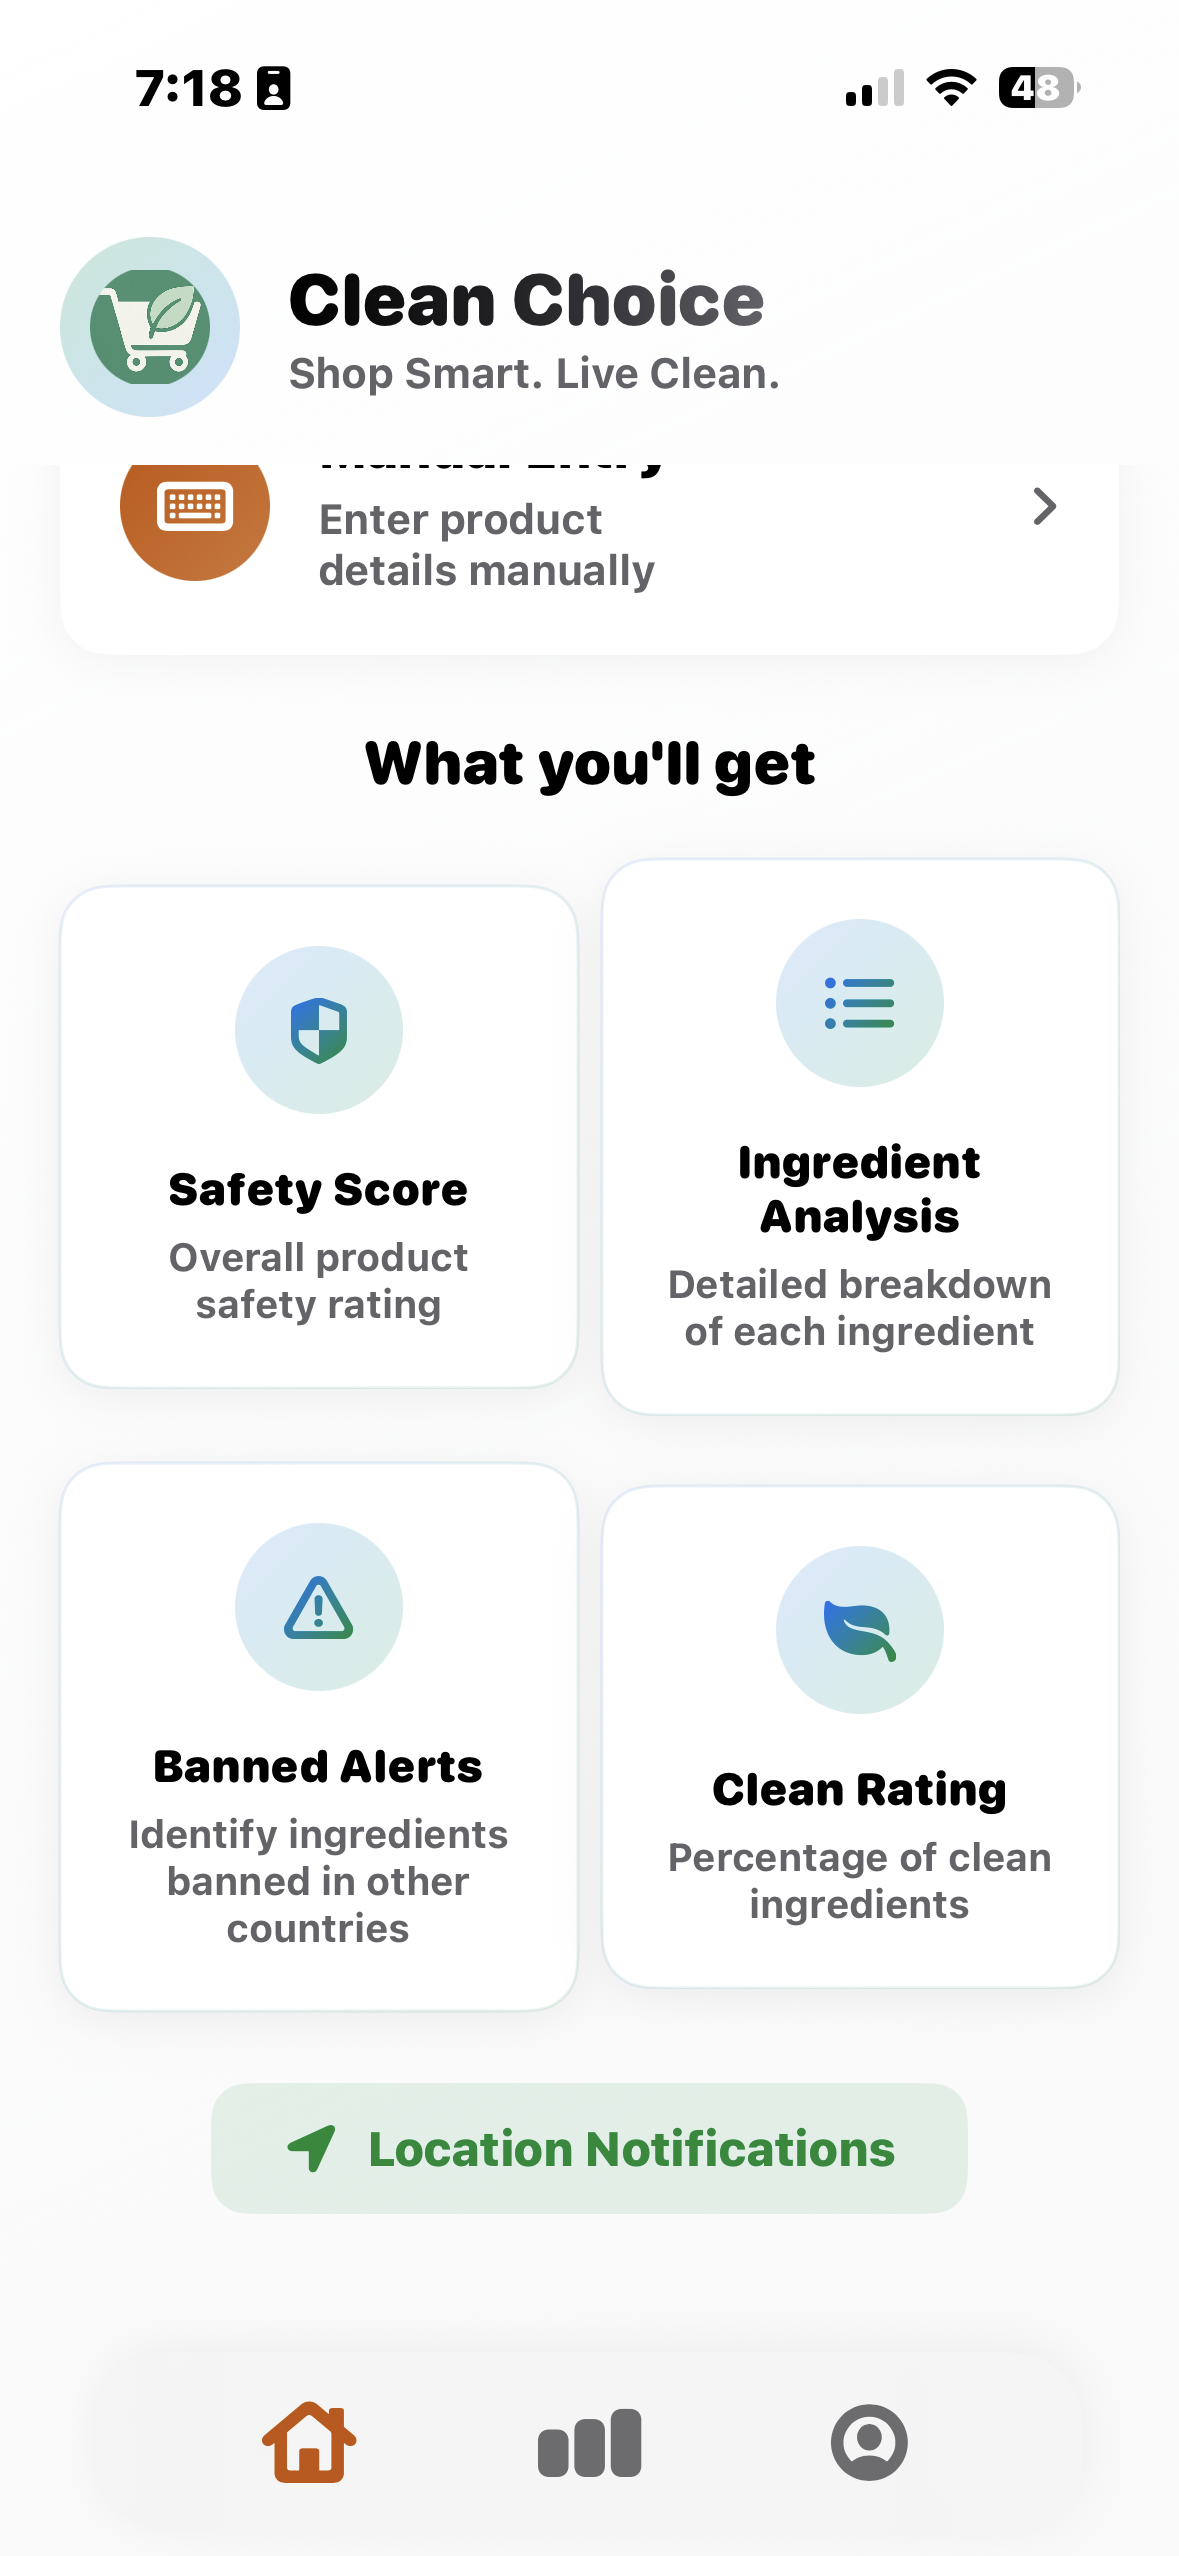 7:18
48
Clean Choice
Shop Smart. Live Clean.
Manual Entry
Enter product
details manually
What you'll get
Safety Score
Overall product
safety rating
Ingredient
Analysis
Detailed breakdown
of each ingredient
Banned Alerts
Identify ingredients
banned in other
countries
Clean Rating
Percentage of clean
ingredients
Location Notifications